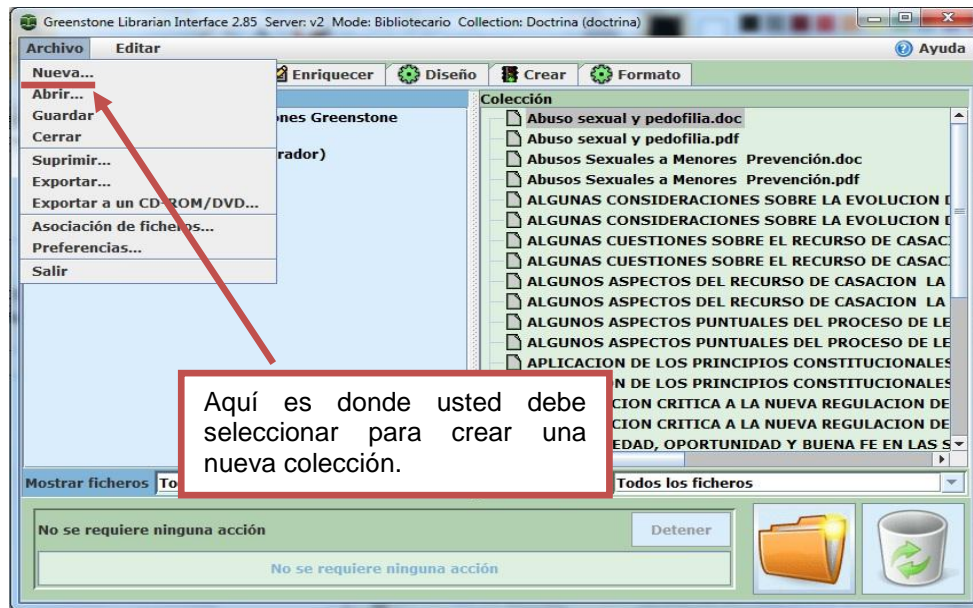 Greenstone Librarian Interface 2.85 Server: v2 Mode: Bibliotecario Collection: Doctrina (doctrina)
Archivo Editar Ayuda
Enriquecer Diseño Crear Formato
Nueva...
Abrir...
Guardar
Cerrar
Suprimir...
Exportar...
Exportar a un CD-ROM/DVD...
Asociación de ficheros...
Preferencias...
Salir
Greenstone
Colección
Abuso sexual y pedofilia.doc
Abuso sexual y pedofilia.pdf
Abusos Sexuales a Menores Prevención.doc
Abusos Sexuales a Menores Prevención.pdf
ALGUNAS CONSIDERACIONES SOBRE LA EVOLUCION
ALGUNAS CONSIDERACIONES SOBRE LA EVOLUCION
ALGUNAS CUESTIONES SOBRE EL RECURSO DE CASAC
ALGUNAS CUESTIONES SOBRE EL RECURSO DE CASAC
ALGUNOS ASPECTOS DEL RECURSO DE CASACION LA
ALGUNOS ASPECTOS DEL RECURSO DE CASACION LA
ALGUNOS ASPECTOS PUNTUALES DEL PROCESO DE LE
ALGUNOS ASPECTOS PUNTUALES DEL PROCESO DE LE
APLICACION DE LOS PRINCIPIOS CONSTITUCIONALES
N DE LOS PRINCIPIOS CONSTITUCIONALES
CION CRITICA A LA NUEVA REGULACION DE
CION CRITICA A LA NUEVA REGULACION DE
EDAD, OPORTUNIDAD Y BUENA FE EN LAS S
Aquí es donde usted debe
seleccionar para crear una
nueva colección.
Mostrar ficheros Todos los ficheros
No se requiere ninguna acción
Detener
No se requiere ninguna acción